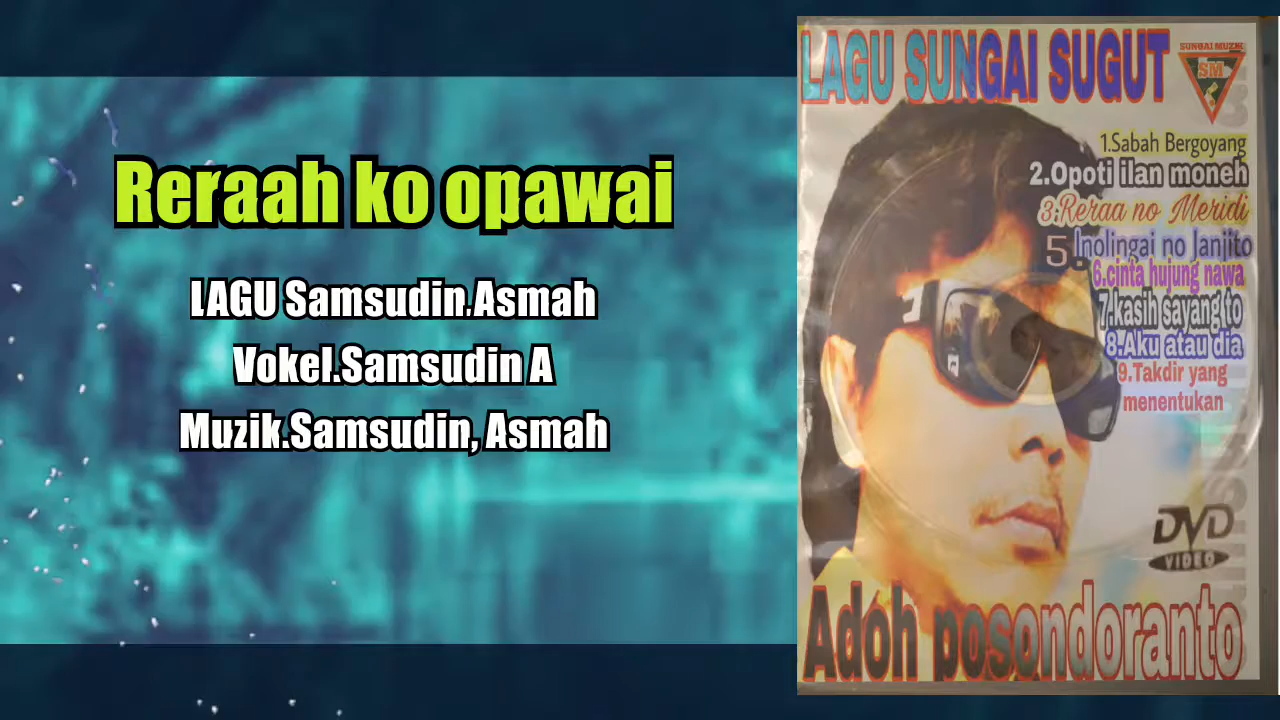 Reraah ko opawai
LAGU Samsudin.Asmah
Vokel.Samsudin A
Muzik.Samsudin, Asmah
LAGU SUNGAI SUGUT
SUNGAI MUZIK
SM
1.Sabah Bergoyang
2.Opoti ilan moneh
3.Reraa no Meridi
5. Inolingai no Janjito
6.cinta hujung nawa
7.kasih sayang to
8.Aku atau dia
9.Takdir yang
menentukan
DVD
VIDEO
Adoh posondoranto